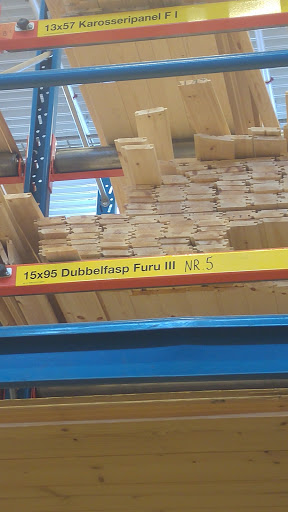 13x57 Karosseripanel F I
15x95 Dubbelfasp Furu III NR.5